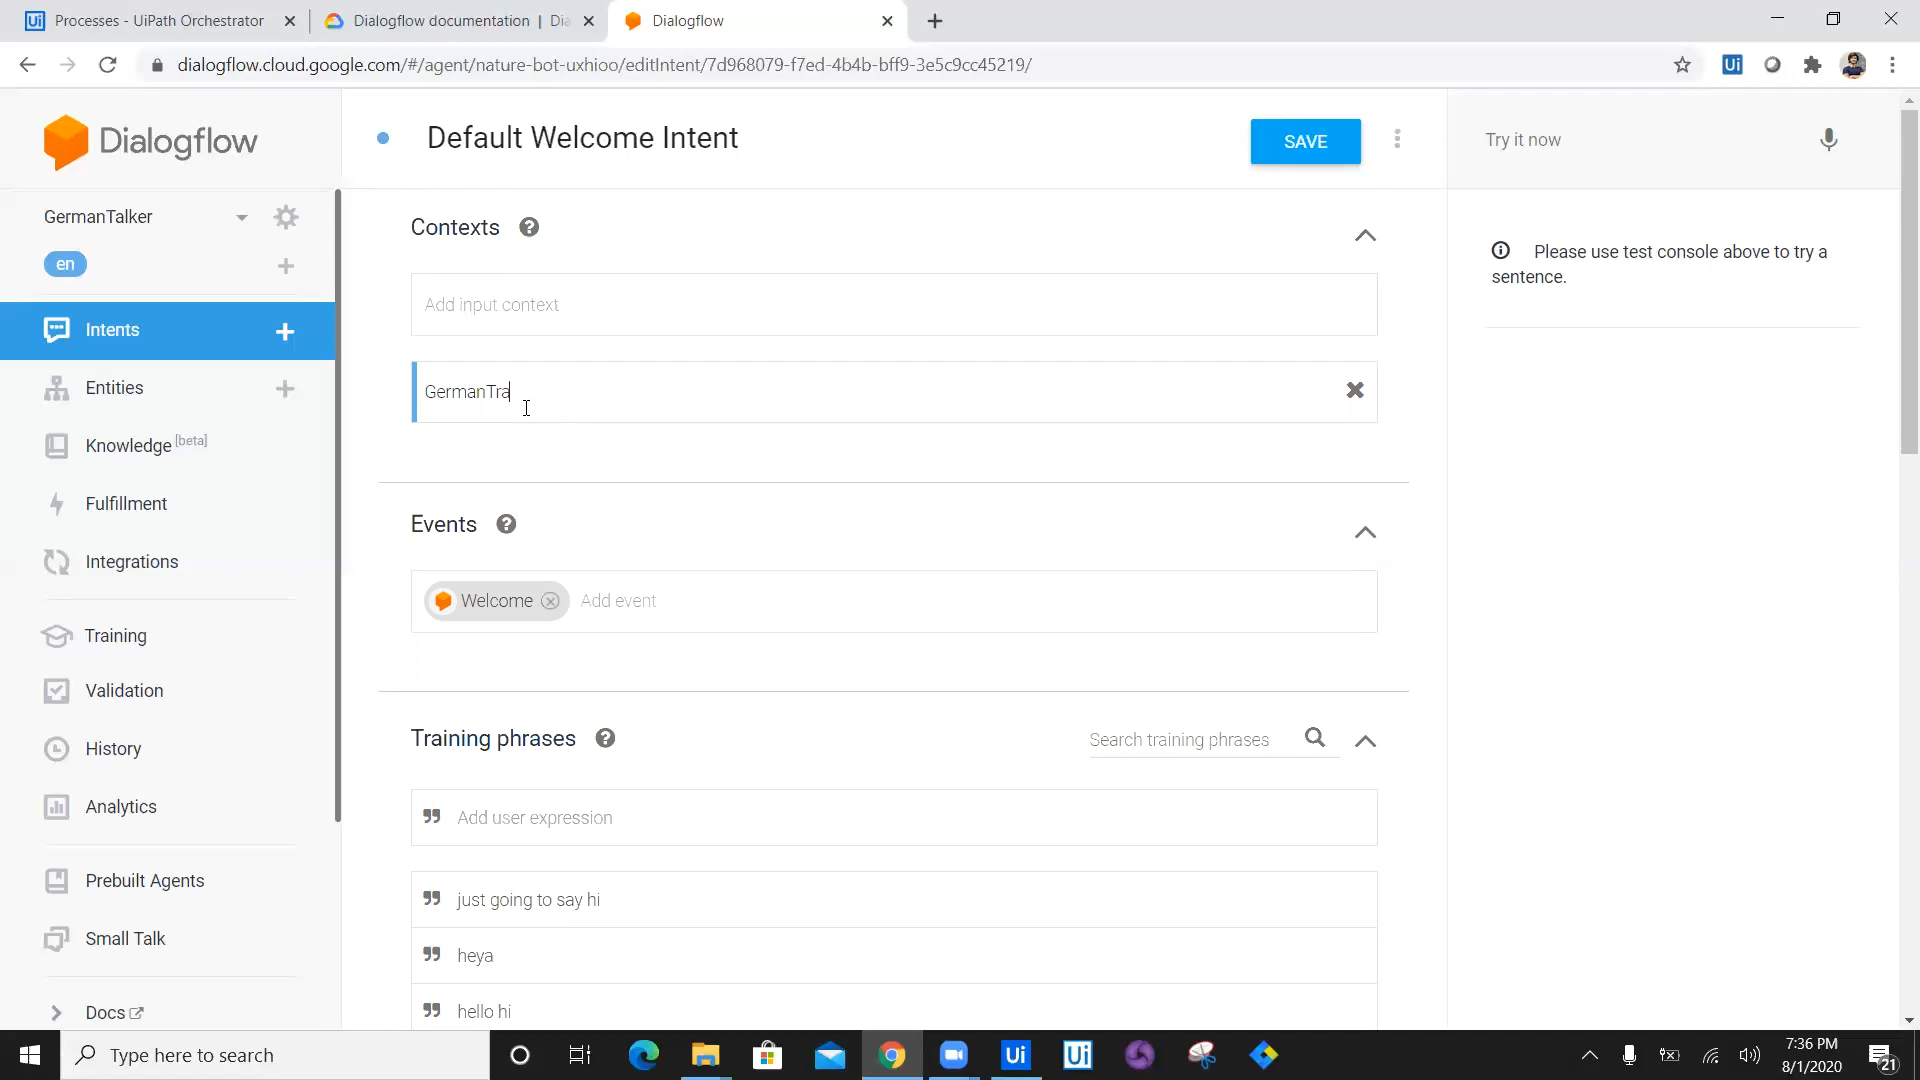 Processes - UiPath Orchestrator
Dialogflow documentation | Dia
Dialogflow
dialogflow.cloud.google.com/#/agent/nature-bot-uxhioo/editIntent/7d968079-f7ed-4b4b-bff9-3e5c9cc45219/
Dialogflow
Default Welcome Intent
SAVE
Try it now
GermanTalker
en
Contexts
Please use test console above to try a
sentence.
Add input context
Intents
GermanTra
Entities
Knowledge [beta]
Fulfillment
Events
Integrations
Welcome Add event
Training
Validation
Training phrases
Search training phrases
History
Analytics
Add user expression
Prebuilt Agents
just going to say hi
Small Talk
heya
Docs
hello hi
Type here to search
7:36 PM
8/1/2020
21